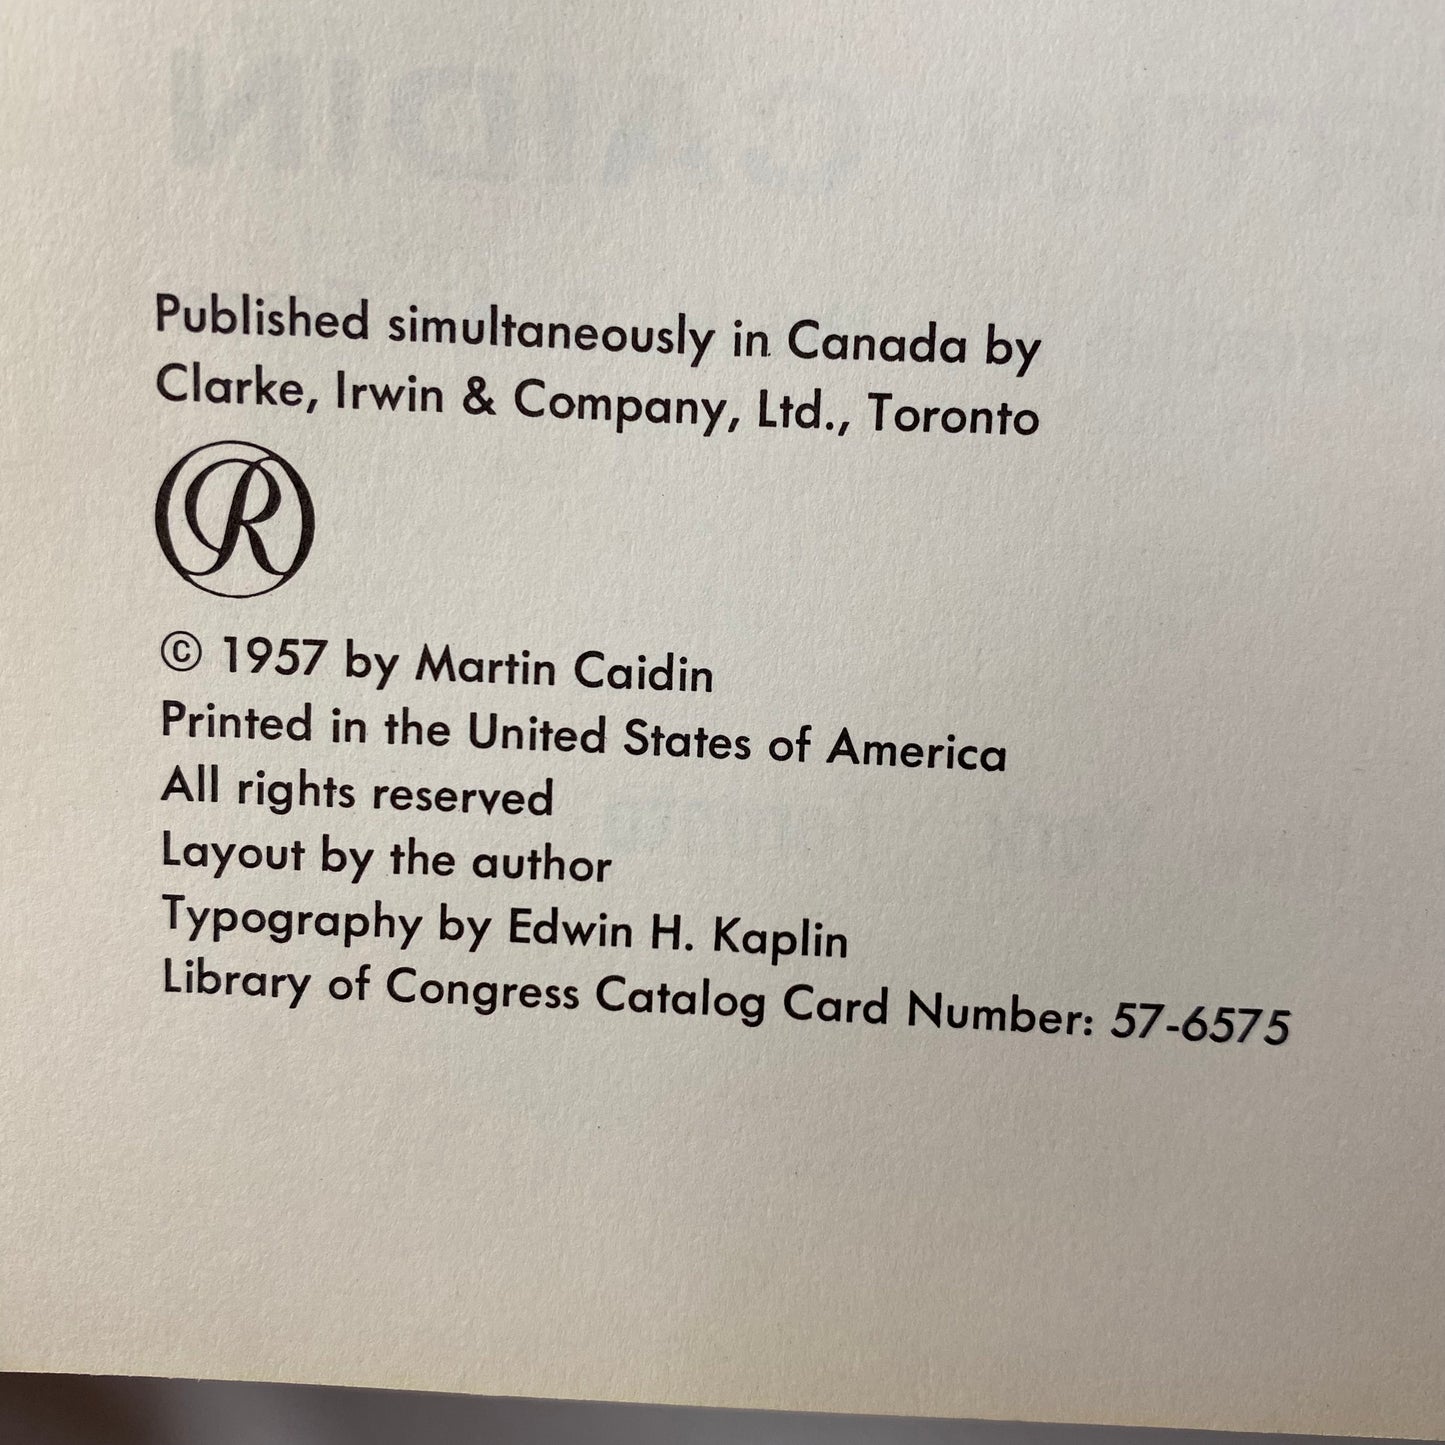 CAIDIN
Published simultaneously in Canada by
Clarke, Irwin & Company, Ltd., Toronto
R
© 1957 by Martin Caidin
Printed in the United States of America
All rights reserved
Layout by the author
Typography by Edwin H. Kaplin
Library of Congress Catalog Card Number: 57-6575